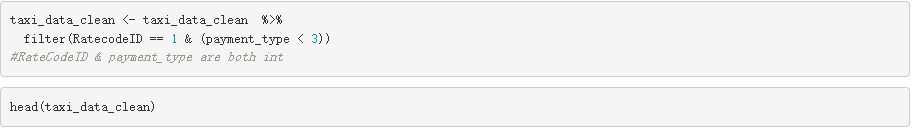 taxi_data_clean <- taxi_data_clean  %>%
  filter(RatecodeID == 1 & (payment_type < 3))
#RateCodeID & payment_type are both int
head(taxi_data_clean)